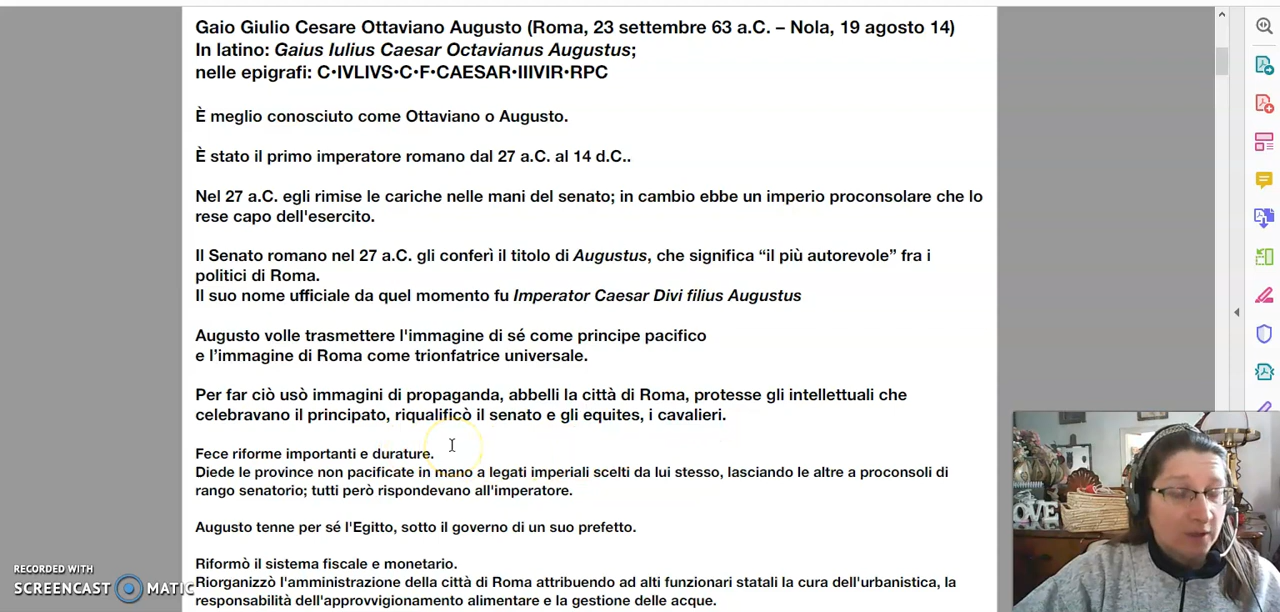 Gaio Giulio Cesare Ottaviano Augusto (Roma, 23 settembre 63 a.C. – Nola, 19 agosto 14)
In latino: Gaius Iulius Caesar Octavianus Augustus;
nelle epigrafi: C•IVLIVS•C•F•CAESAR•IIIVIR•RPC
È meglio conosciuto come Ottaviano o Augusto.
È stato il primo imperatore romano dal 27 a.C. al 14 d.C..
Nel 27 a.C. egli rimise le cariche nelle mani del senato; in cambio ebbe un imperio proconsolare che lo
rese capo dell'esercito.
Il Senato romano nel 27 a.C. gli conferì il titolo di Augustus, che significa “il più autorevole” fra i
politici di Roma.
Il suo nome ufficiale da quel momento fu Imperator Caesar Divi filius Augustus
Augusto volle trasmettere l'immagine di sé come principe pacifico
e l’immagine di Roma come trionfatrice universale.
Per far ciò usò immagini di propaganda, abbellì la città di Roma, protesse gli intellettuali che
celebravano il principato, riqualificò il senato e gli equites, i cavalieri.
Fece riforme importanti e durature.
Diede le province non pacificate in mano a legati imperiali scelti da lui stesso, lasciando le altre a proconsoli di
rango senatorio; tutti però rispondevano all'imperatore.
Augusto tenne per sé l'Egitto, sotto il governo di un suo prefetto.
Riformò il sistema fiscale e monetario.
Riorganizzò l'amministrazione della città di Roma attribuendo ad alti funzionari statali la cura dell'urbanistica, la
responsabilità dell'approvvigionamento alimentare e la gestione delle acque.
RECORDED WITH
SCREENCAST MATIC